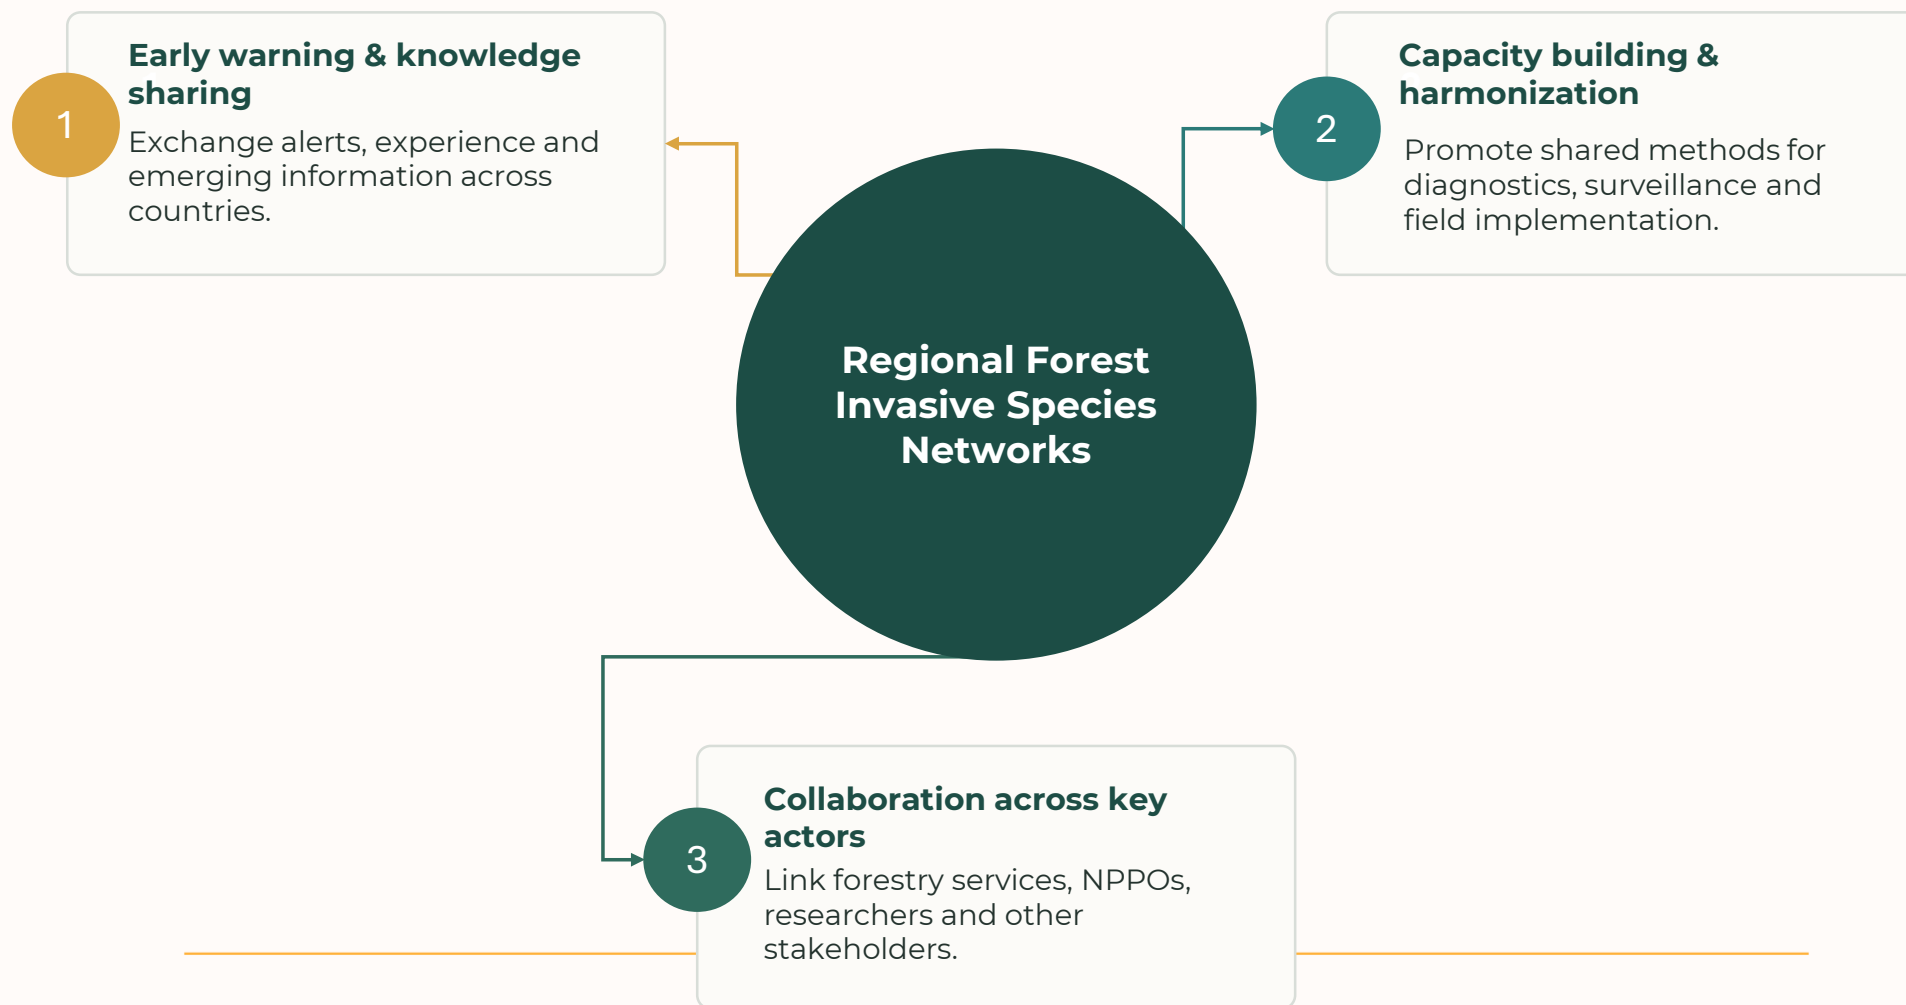 1
Early warning & knowledge
sharing
Exchange alerts, experience and
emerging information across
countries.
2
Capacity building &
harmonization
Promote shared methods for
diagnostics, surveillance and
field implementation.
Regional Forest
Invasive Species
Networks
3
Collaboration across key
actors
Link forestry services, NPPOs,
researchers and other
stakeholders.